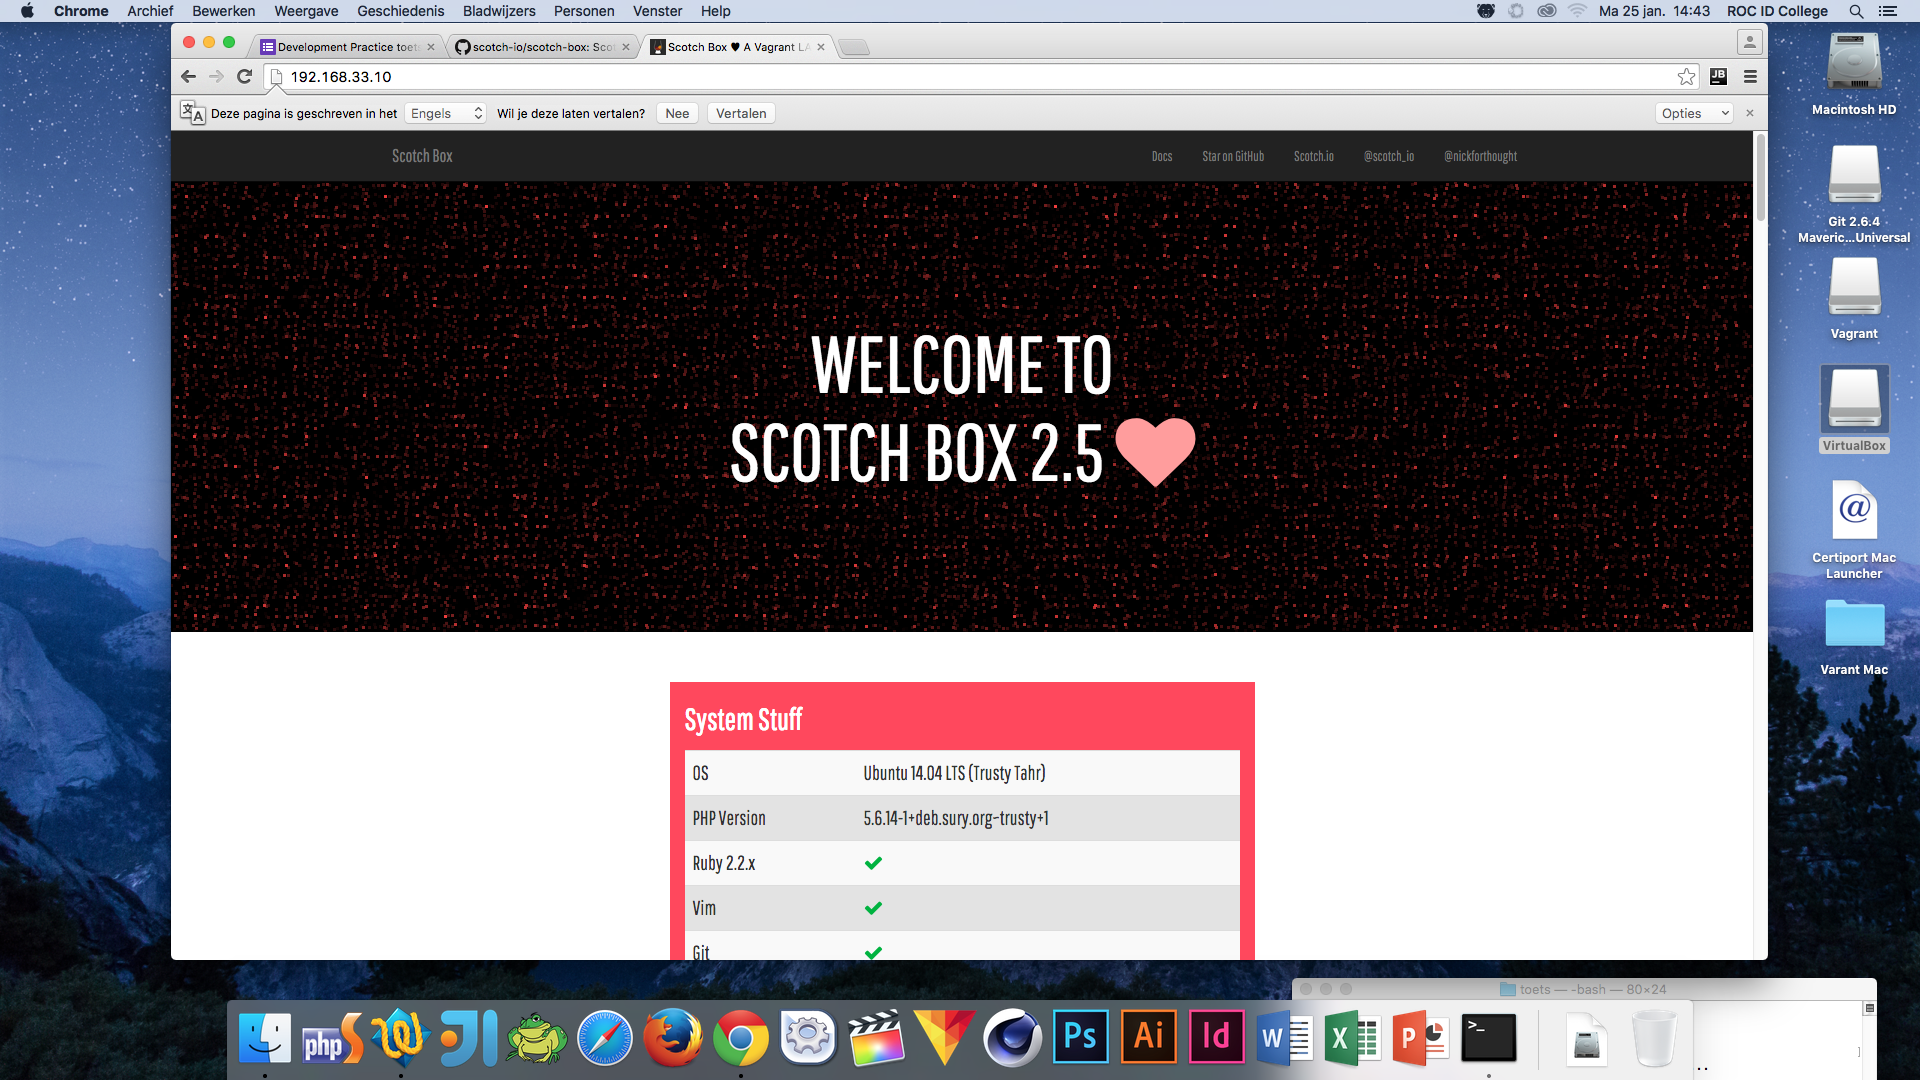 Chrome Archief Bewerken Weergave Geschiedenis Bladwijzers Personen Venster Help Ma 25 jan. 14:43 ROC ID College
Development Practice toets scotch-io/scotch-box: Sco Scotch Box ♥ A Vagrant LA
192.168.33.10 JB
Deze pagina is geschreven in het Engels Wil je deze laten vertalen? Nee Vertalen Opties
Scotch Box Docs Star on GitHub Scotch.io @scotch_io @nickforthought
WELCOME TO
SCOTCH BOX 2.5
System Stuff
OS Ubuntu 14.04 LTS (Trusty Tahr)
PHP Version 5.6.14-1+deb.sury.org~trusty+1
Ruby 2.2.x
Vim
Git
Macintosh HD
Git 2.6.4
Maveric...Universal
Vagrant
VirtualBox
@
Certiport Mac
Launcher
Varant Mac
toets — -bash — 80×24
php Ps Ai Id W X P >_